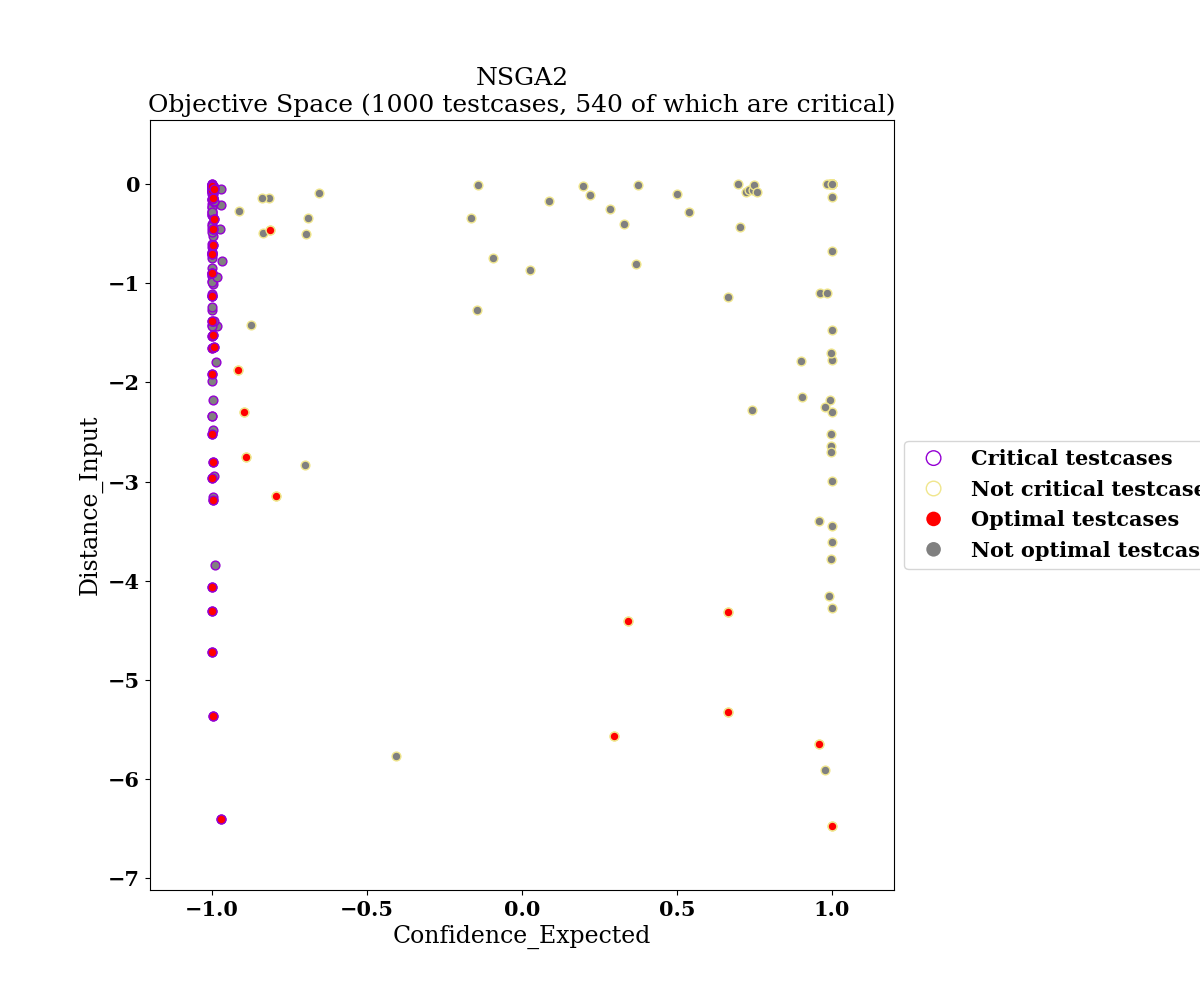 NSGA2
Objective Space (1000 testcases, 540 of which are critical)
0
−1
−2
−3
−4
−5
−6
−7
Distance_Input
−1.0
−0.5
0.0
0.5
1.0
Confidence_Expected
Critical testcases
Not critical testcase
Optimal testcases
Not optimal testcas